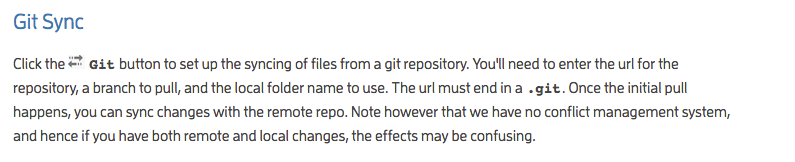 Git Sync
Click the Git button to set up the syncing of files from a git repository. You'll need to enter the url for the
repository, a branch to pull, and the local folder name to use. The url must end in a .git. Once the initial pull
happens, you can sync changes with the remote repo. Note however that we have no conflict management system,
and hence if you have both remote and local changes, the effects may be confusing.